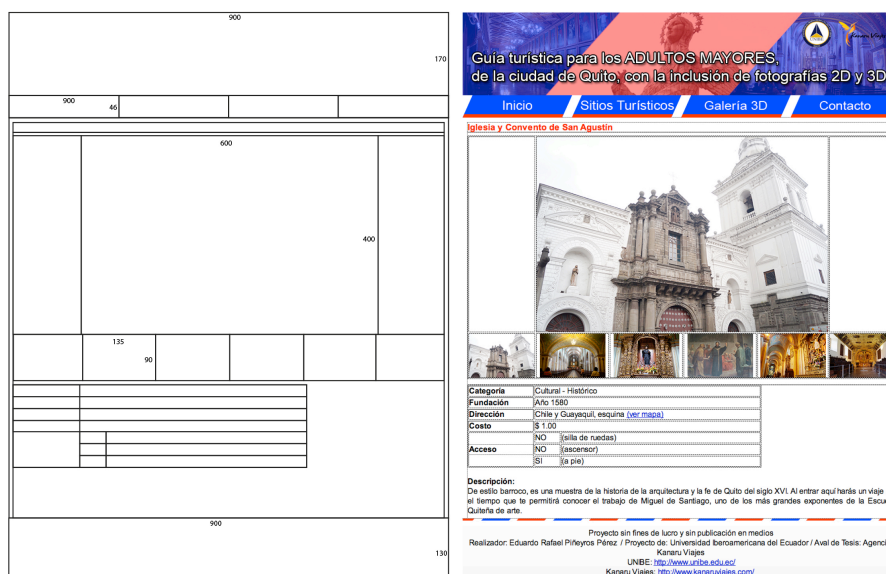 900
170
900
46
600
400
135
90
900
130
Guía turística para los ADULTOS MAYORES,
de la ciudad de Quito, con la inclusión de fotografías 2D y 3D
UNIBE
Kanaru Viajes
Inicio
Sitios Turísticos
Galería 3D
Contacto
Iglesia y Convento de San Agustín
Categoría Cultural - Histórico
Fundación Año 1580
Dirección Chile y Guayaquil, esquina (ver mapa)
Costo $ 1.00
Acceso NO (silla de ruedas)
NO (ascensor)
SI (a pie)
Descripción:
De estilo barroco, es una muestra de la historia de la arquitectura y la fe de Quito del siglo XVI. Al entrar aquí harás un viaje
el tiempo que te permitirá conocer el trabajo de Miguel de Santiago, uno de los más grandes exponentes de la Escue
Quiteña de arte.
Proyecto sin fines de lucro y sin publicación en medios
Realizador: Eduardo Rafael Piñeyros Pérez / Proyecto de: Universidad Iberoamericana del Ecuador / Aval de Tesis: Agenci
Kanaru Viajes
UNIBE: http://www.unibe.edu.ec/
Kanaru Viajes: http://www.kanaruviajes.com/